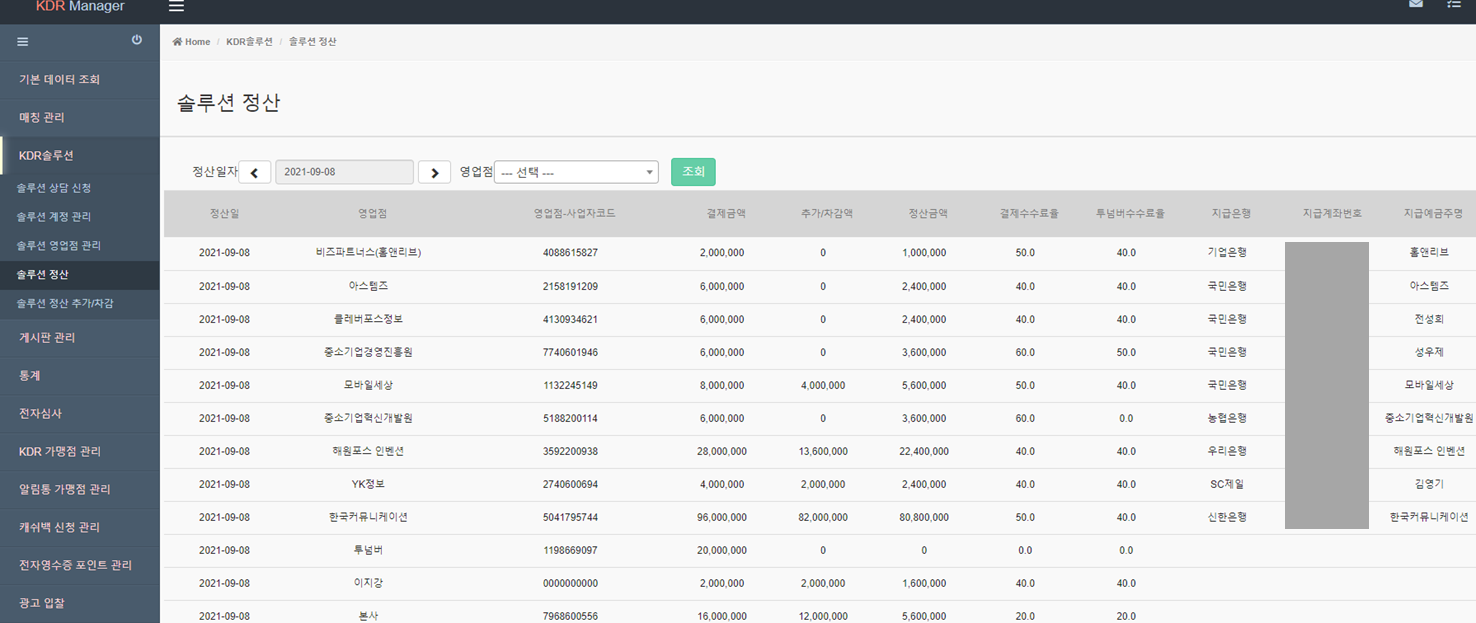 KDR Manager
Home / KDR솔루션 / 솔루션 정산
기본 데이터 조회
매칭 관리
KDR솔루션
솔루션 상담 신청
솔루션 계정 관리
솔루션 영업점 관리
솔루션 정산
솔루션 정산 추가/차감
게시판 관리
통계
전자심사
KDR 가맹점 관리
알림통 가맹점 관리
캐쉬백 신청 관리
전자영수증 포인트 관리
광고 입찰
솔루션 정산
정산일자 2021-09-08 영업점 --- 선택 --- 조회
정산일 영업점 영업점-사업자코드 결제금액 추가/차감액 정산금액 결제수수료율 투넘버수수료율 지급은행 지급계좌번호 지급예금주명
2021-09-08 비즈파트너스(홀앤리브) 4088615827 2,000,000 0 1,000,000 50.0 40.0 기업은행 홀앤리브
2021-09-08 아스템즈 2158191209 6,000,000 0 2,400,000 40.0 40.0 국민은행 아스템즈
2021-09-08 클레버포스정보 4130934621 6,000,000 0 2,400,000 40.0 40.0 국민은행 전성희
2021-09-08 중소기업경영진흥원 7740601946 6,000,000 0 3,600,000 60.0 50.0 국민은행 성우제
2021-09-08 모바일세상 1132245149 8,000,000 4,000,000 5,600,000 50.0 40.0 국민은행 모바일세상
2021-09-08 중소기업혁신개발원 5188200114 6,000,000 0 3,600,000 60.0 0.0 농협은행 중소기업혁신개발원
2021-09-08 해원포스 인벤션 3592200938 28,000,000 13,600,000 22,400,000 40.0 40.0 우리은행 해원포스 인벤션
2021-09-08 YK정보 2740600694 4,000,000 2,000,000 2,400,000 40.0 40.0 SC제일 김영기
2021-09-08 한국커뮤니케이션 5041795744 96,000,000 82,000,000 80,800,000 50.0 40.0 신한은행 한국커뮤니케이션
2021-09-08 투넘버 1198669097 20,000,000 0 0 0.0 0.0
2021-09-08 이지강 0000000000 2,000,000 2,000,000 1,600,000 40.0 40.0
2021-09-08 본사 7968600556 16,000,000 12,000,000 5,600,000 20.0 20.0